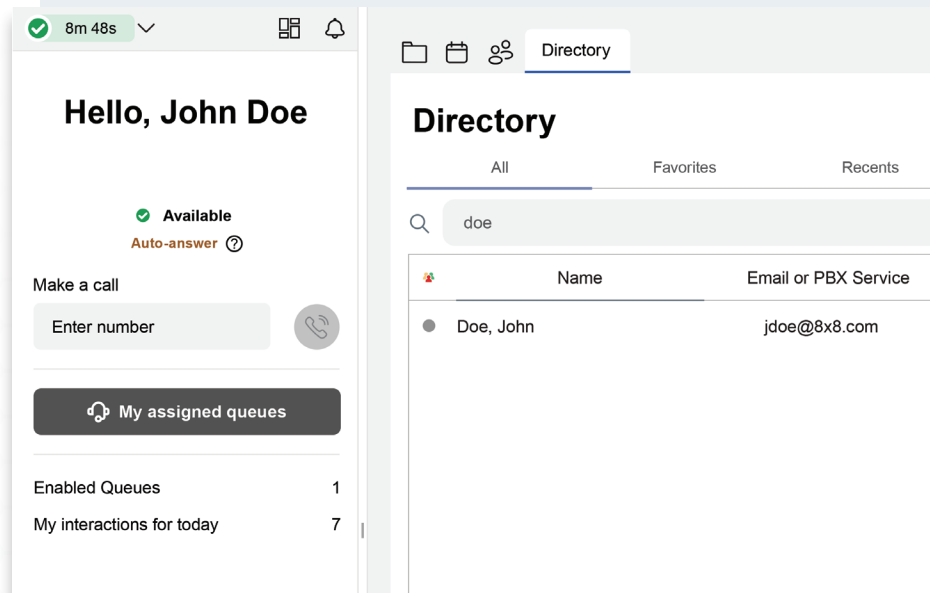 8m 48s
Hello, John Doe
Available
Auto-answer ?
Make a call
Enter number
My assigned queues
Enabled Queues 1
My interactions for today 7
Directory
Directory
All Favorites Recents
doe
Name Email or PBX Service
Doe, John jdoe@8x8.com